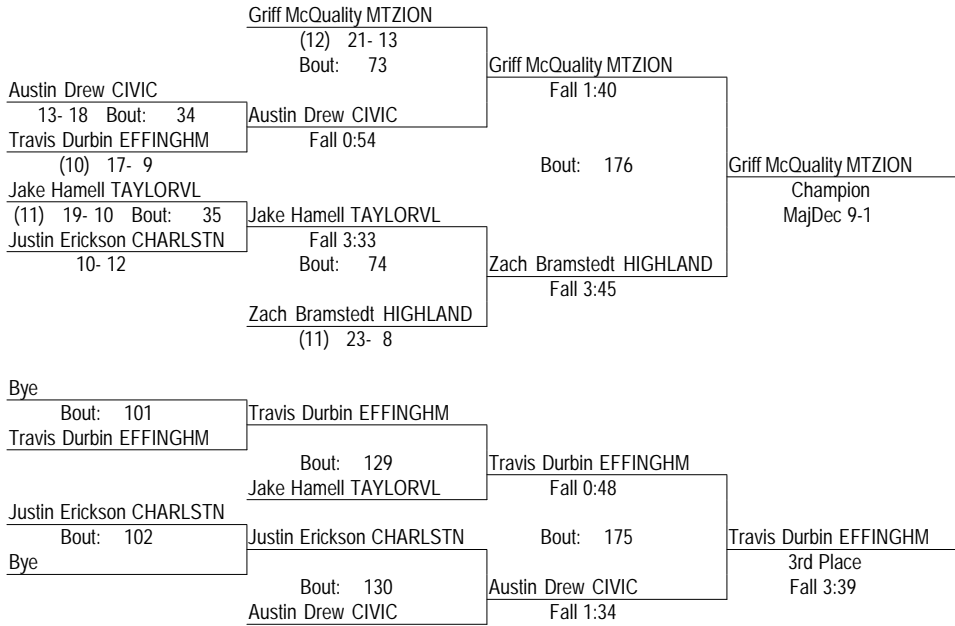 Griff McQuality MTZION
(12) 21- 13
Bout: 73
Griff McQuality MTZION
Fall 1:40
Austin Drew CIVIC
13- 18 Bout: 34
Austin Drew CIVIC
Fall 0:54
Travis Durbin EFFINGHM
(10) 17- 9
Bout: 176
Griff McQuality MTZION
Champion
MajDec 9-1
Jake Hamell TAYLORVL
(11) 19- 10 Bout: 35
Jake Hamell TAYLORVL
Fall 3:33
Justin Erickson CHARLSTN
10- 12
Bout: 74
Zach Bramstedt HIGHLAND
Fall 3:45
Zach Bramstedt HIGHLAND
(11) 23- 8
Bye
Bout: 101
Travis Durbin EFFINGHM
Travis Durbin EFFINGHM
Bout: 129
Travis Durbin EFFINGHM
Fall 0:48
Jake Hamell TAYLORVL
Justin Erickson CHARLSTN
Bout: 102
Justin Erickson CHARLSTN
Bye
Bout: 175
Travis Durbin EFFINGHM
3rd Place
Fall 3:39
Bout: 130
Austin Drew CIVIC
Fall 1:34
Austin Drew CIVIC